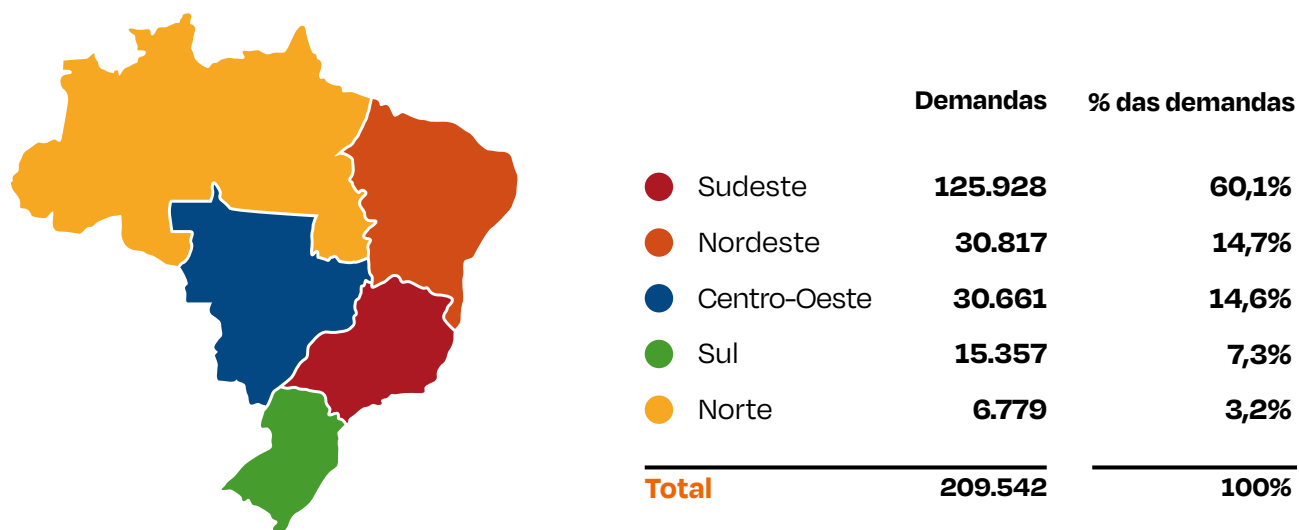 Demandas % das demandas
Sudeste 125.928 60,1%
Nordeste 30.817 14,7%
Centro-Oeste 30.661 14,6%
Sul 15.357 7,3%
Norte 6.779 3,2%
Total 209.542 100%